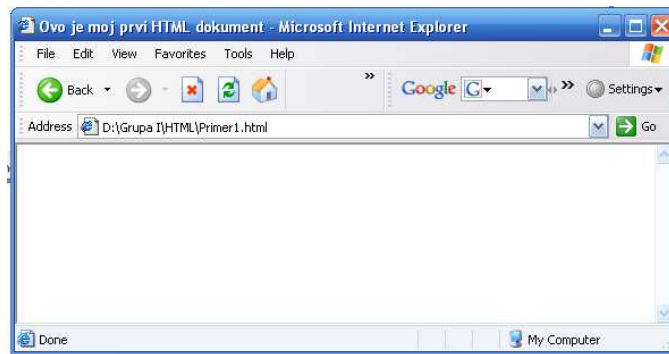 Ovo je moj prvi HTML dokument - Microsoft Internet Explorer
File Edit View Favorites Tools Help
Back » Google G » Settings
Address D:\Grupa I\HTML\Primer1.html Go
Done My Computer